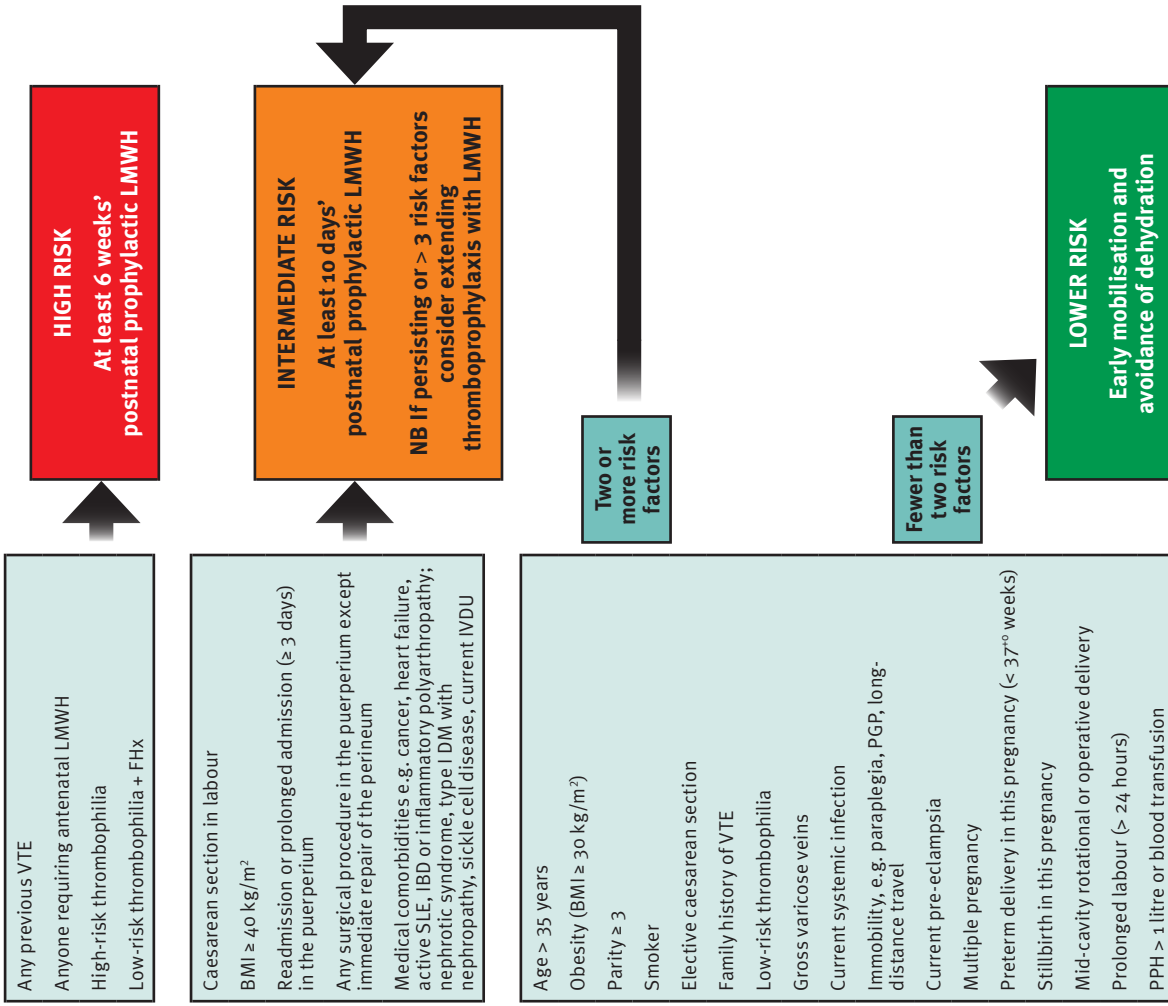 Any previous VTE
Anyone requiring antenatal LMWH
High-risk thrombophilia
Low-risk thrombophilia + FHx
HIGH RISK
At least 6 weeks’
postnatal prophylactic LMWH
Caesarean section in labour
BMI ≥ 40 kg/m²
Readmission or prolonged admission (≥ 3 days)
in the puerperium
Any surgical procedure in the puerperium except
immediate repair of the perineum
Medical comorbidities e.g. cancer, heart failure,
active SLE, IBD or inflammatory polyarthropathy;
nephrotic syndrome, type I DM with
nephropathy, sickle cell disease, current IVDU
INTERMEDIATE RISK
At least 10 days’
postnatal prophylactic LMWH
NB If persisting or > 3 risk factors
consider extending
thromboprophylaxis with LMWH
Age > 35 years
Obesity (BMI ≥ 30 kg/m²)
Parity ≥ 3
Smoker
Elective caesarean section
Family history of VTE
Low-risk thrombophilia
Gross varicose veins
Current systemic infection
Immobility, e.g. paraplegia, PGP, long-
distance travel
Current pre-eclampsia
Multiple pregnancy
Preterm delivery in this pregnancy (< 37⁺⁰ weeks)
Stillbirth in this pregnancy
Mid-cavity rotational or operative delivery
Prolonged labour (> 24 hours)
PPH > 1 litre or blood transfusion
Two or
more risk
factors
Fewer than
two risk
factors
LOWER RISK
Early mobilisation and
avoidance of dehydration